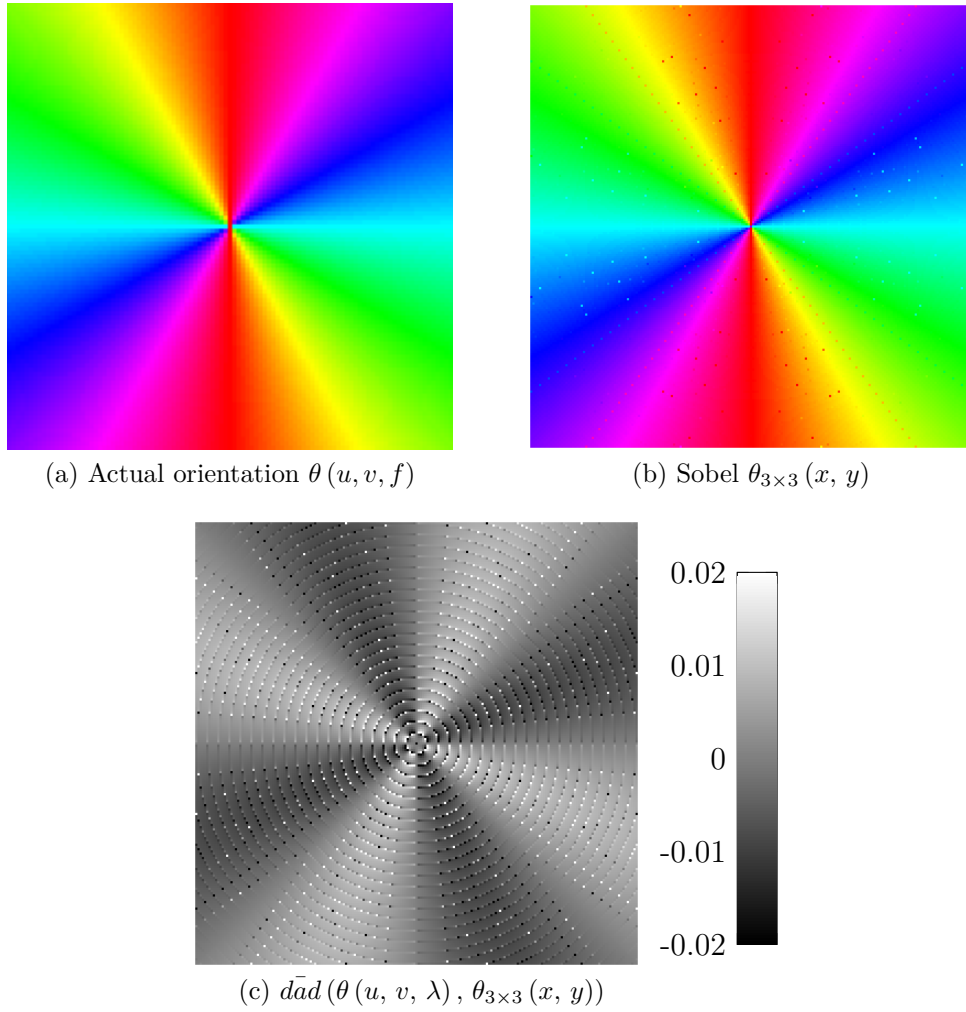 (a) Actual orientation θ (u, v, f)
(b) Sobel θ3×3 (x, y)
0.02
0.01
0
-0.01
-0.02
(c) dād (θ (u, v, λ) , θ3×3 (x, y))